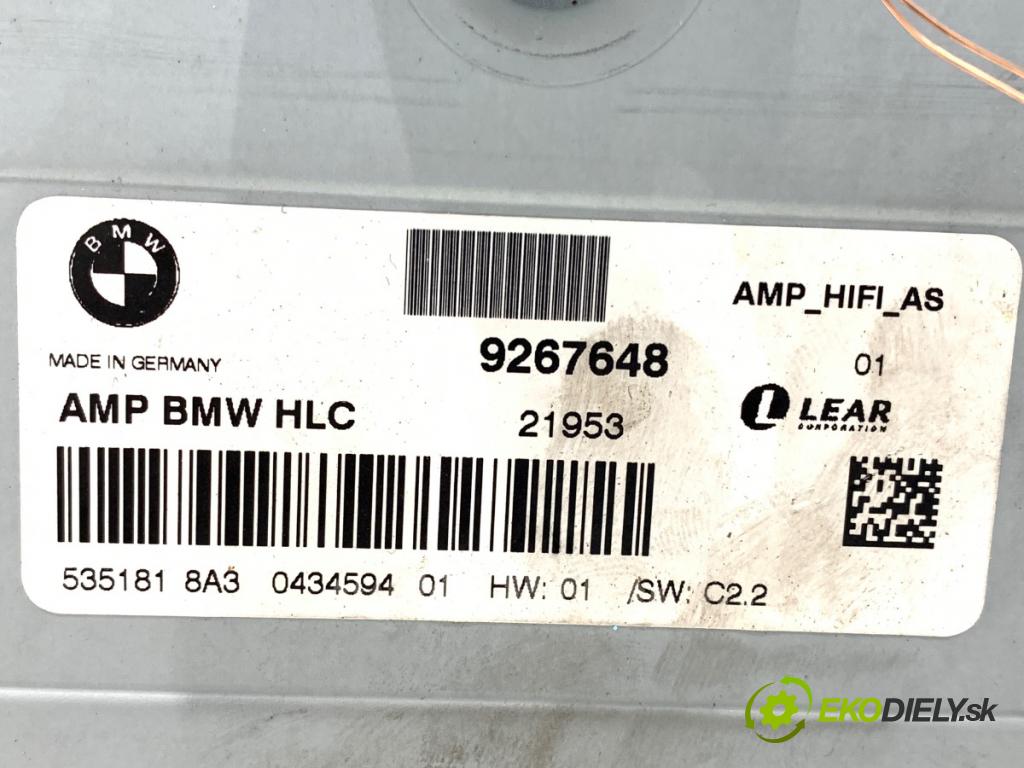 BMW
AMP_HIFI_AS
MADE IN GERMANY
9267648
01
AMP BMW HLC
21953
LEAR
CORPORATION
535181 8A3 0434594 01 HW: 01 /SW: C2.2
EKODIELY.sk